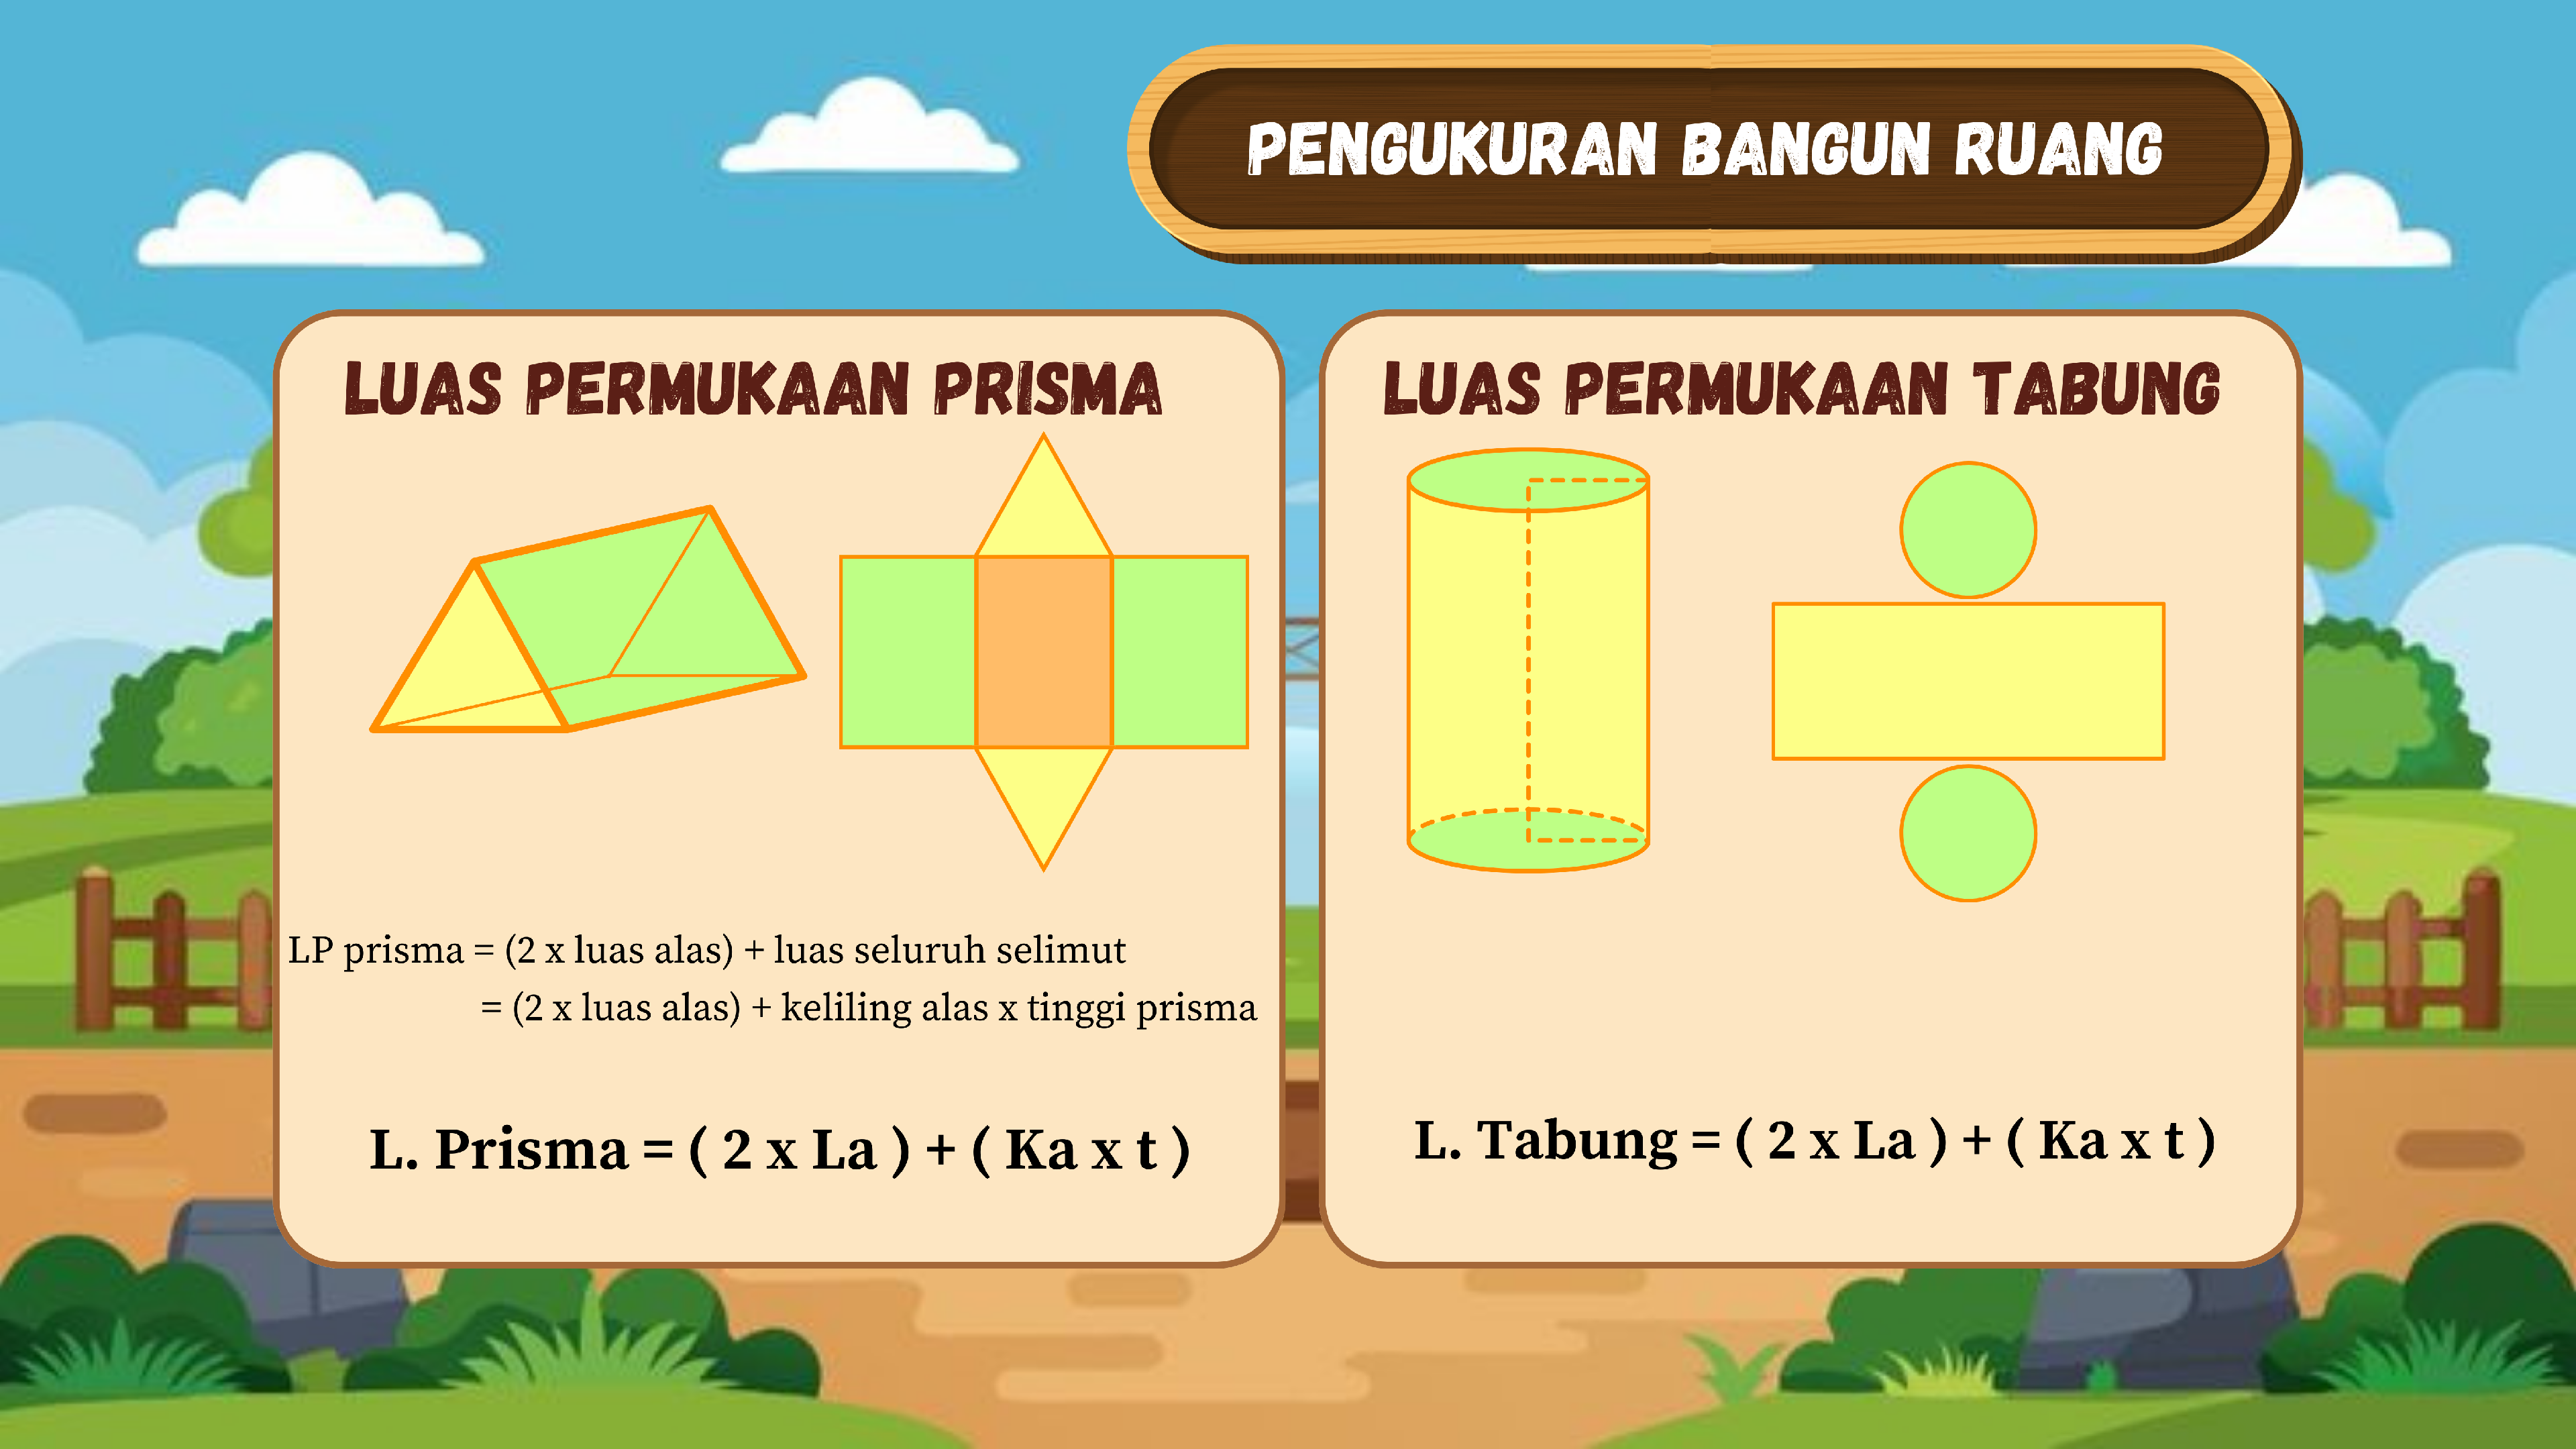 PENGUKURAN BANGUN RUANG
LUAS PERMUKAAN PRISMA
LP prisma = (2 x luas alas) + luas seluruh selimut
= (2 x luas alas) + keliling alas x tinggi prisma
L. Prisma = ( 2 x La ) + ( Ka x t )
LUAS PERMUKAAN TABUNG
L. Tabung = ( 2 x La ) + ( Ka x t )